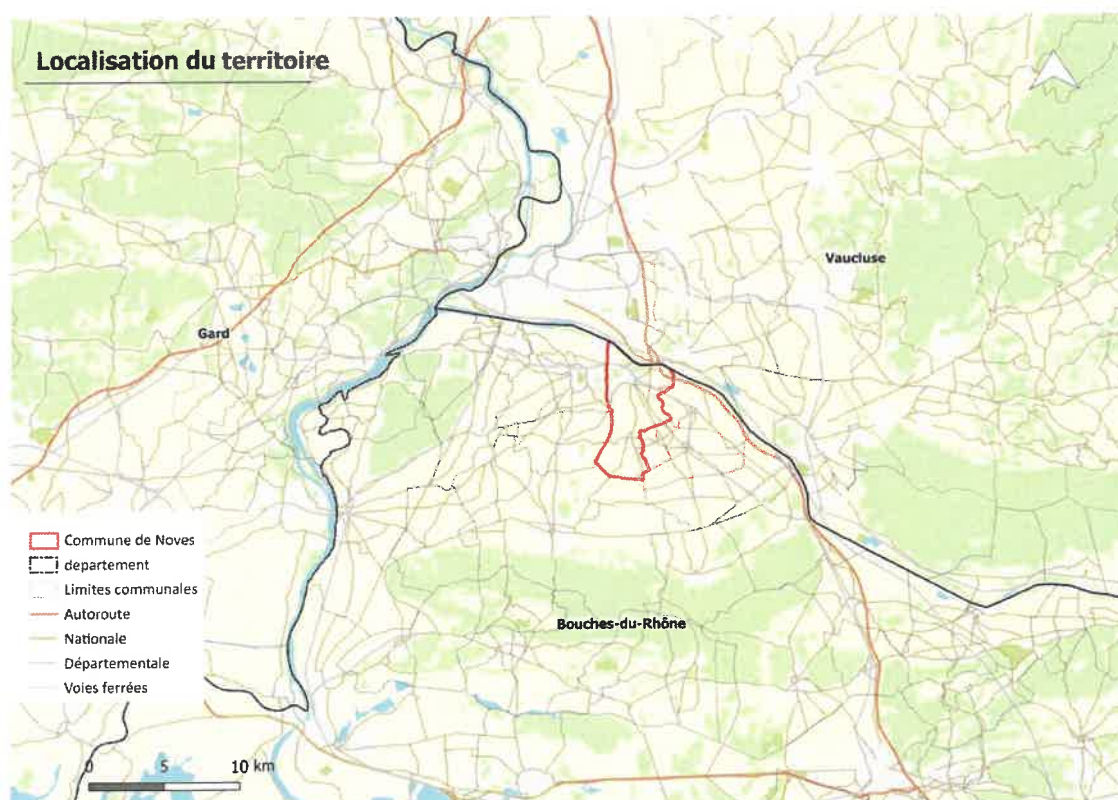 Localisation du territoire
Vaucluse
Gard
Commune de Noves
departement
Limites communales
Autoroute
Nationale
Départementale
Voies ferrées
Bouches-du-Rhône
0 5 10 km